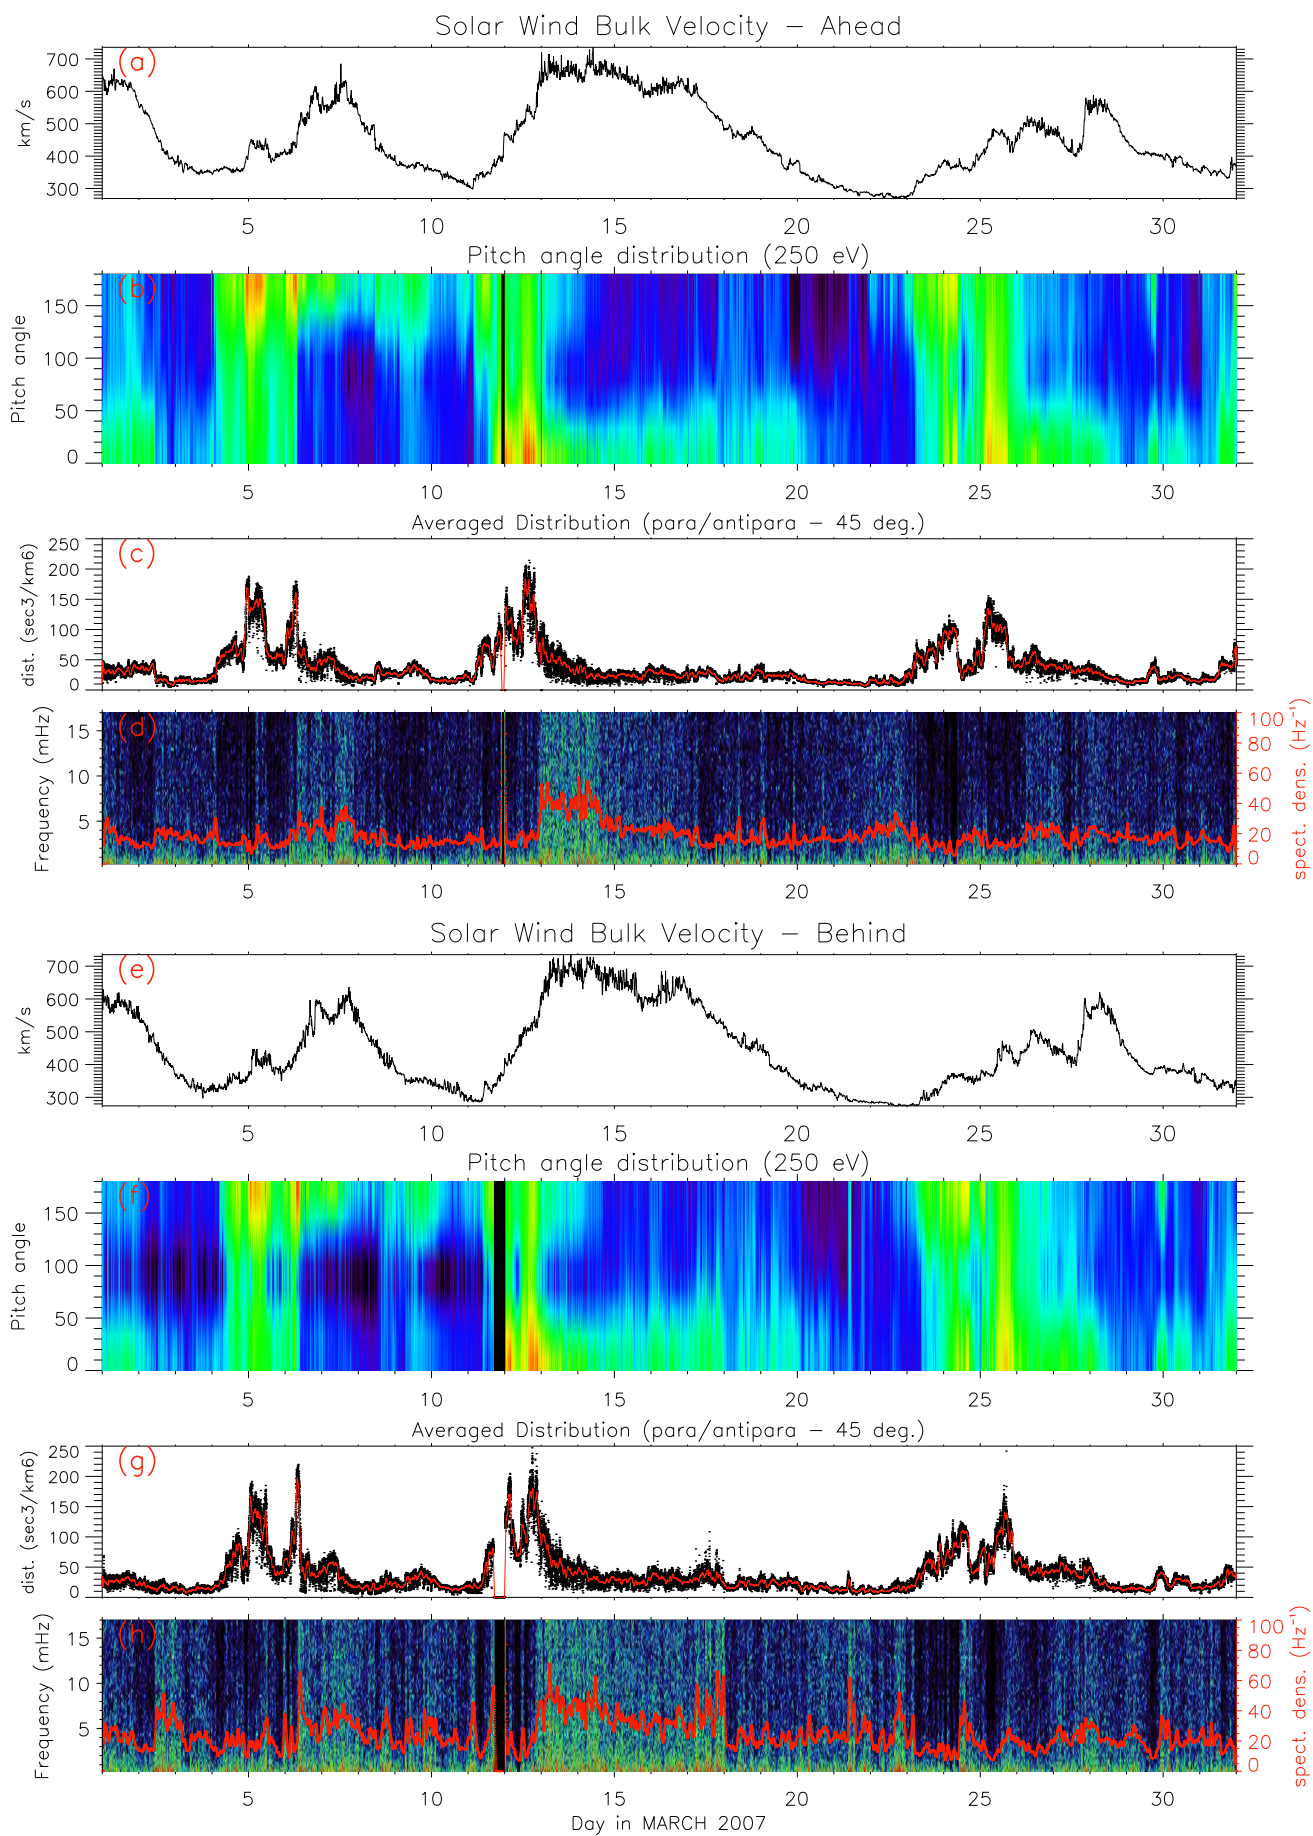 Solar Wind Bulk Velocity – Ahead
(a)
km/s
700
600
500
400
300
5 10 15 20 25 30
Pitch angle distribution (250 eV)
(b)
Pitch angle
150
100
50
0
5 10 15 20 25 30
Averaged Distribution (para/antipara – 45 deg.)
(c)
dist. (sec3/km6)
250
200
150
100
50
0
(d)
Frequency (mHz)
15
10
5
100
80
60
40
20
0
spect. dens. (Hz⁻¹)
5 10 15 20 25 30
Solar Wind Bulk Velocity – Behind
(e)
km/s
700
600
500
400
300
5 10 15 20 25 30
Pitch angle distribution (250 eV)
(f)
Pitch angle
150
100
50
0
5 10 15 20 25 30
Averaged Distribution (para/antipara – 45 deg.)
(g)
dist. (sec3/km6)
250
200
150
100
50
0
(h)
Frequency (mHz)
15
10
5
100
80
60
40
20
0
spect. dens. (Hz⁻¹)
5 10 15 20 25 30
Day in MARCH 2007